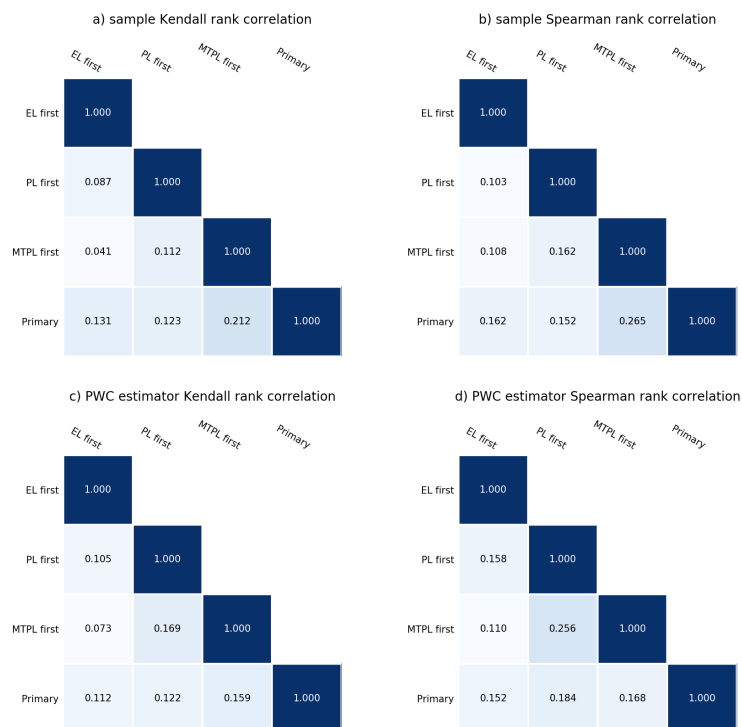 a) sample Kendall rank correlation
EL first PL first MTPL first Primary
EL first 1.000
PL first 0.087 1.000
MTPL first 0.041 0.112 1.000
Primary 0.131 0.123 0.212 1.000
b) sample Spearman rank correlation
EL first PL first MTPL first Primary
EL first 1.000
PL first 0.103 1.000
MTPL first 0.108 0.162 1.000
Primary 0.162 0.152 0.265 1.000
c) PWC estimator Kendall rank correlation
EL first PL first MTPL first Primary
EL first 1.000
PL first 0.105 1.000
MTPL first 0.073 0.169 1.000
Primary 0.112 0.122 0.159 1.000
d) PWC estimator Spearman rank correlation
EL first PL first MTPL first Primary
EL first 1.000
PL first 0.158 1.000
MTPL first 0.110 0.256 1.000
Primary 0.152 0.184 0.168 1.000